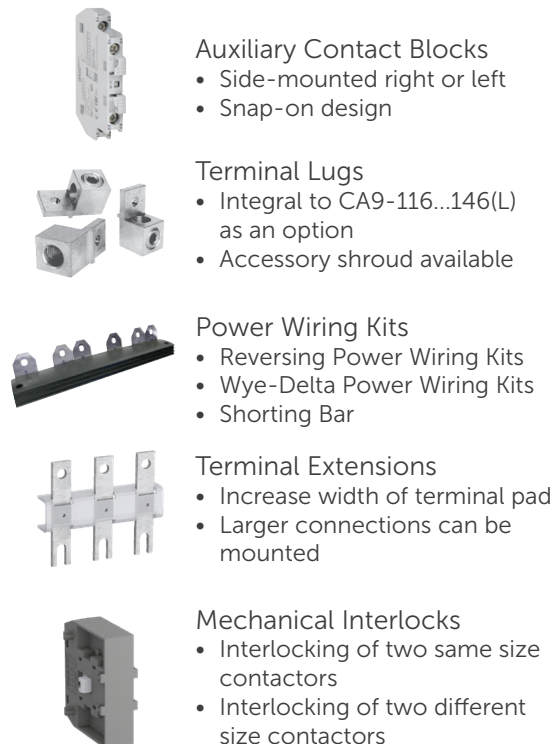 Auxiliary Contact Blocks
• Side-mounted right or left
• Snap-on design
Terminal Lugs
• Integral to CA9-116...146(L)
as an option
• Accessory shroud available
Power Wiring Kits
• Reversing Power Wiring Kits
• Wye-Delta Power Wiring Kits
• Shorting Bar
Terminal Extensions
• Increase width of terminal pad
• Larger connections can be
mounted
Mechanical Interlocks
• Interlocking of two same size
contactors
• Interlocking of two different
size contactors